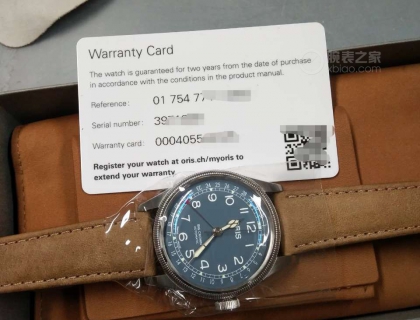 Warranty Card
The watch is guaranteed for two years from the date of purchase
in accordance with the conditions in the product manual.
Reference: 01 754 77
Serial number: 39
Warranty card: 0004055
Register your watch at oris.ch/myoris to
extend your warranty.
腕表之家
xbiao.com
ORIS